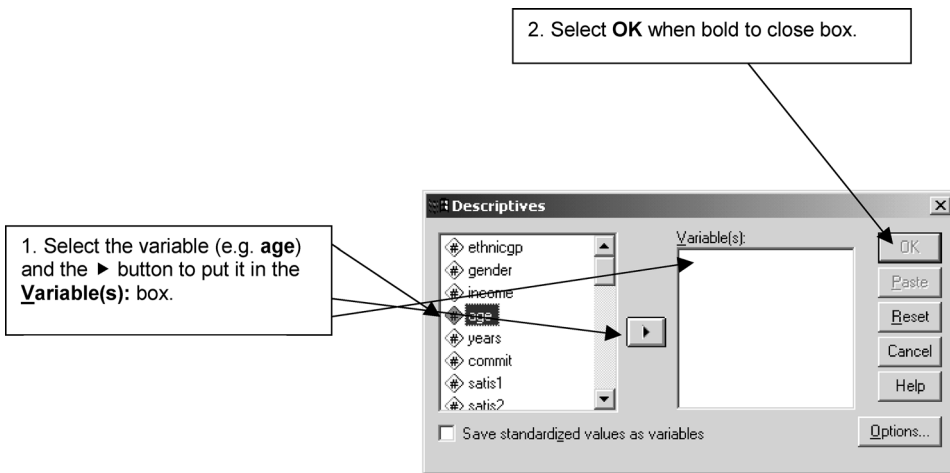 2. Select OK when bold to close box.
1. Select the variable (e.g. age)
and the ► button to put it in the
Variable(s): box.
Descriptives
ethnicgp
gender
income
age
years
commit
satis1
satis2
Variable(s):
OK
Paste
Reset
Cancel
Help
Save standardized values as variables
Options...